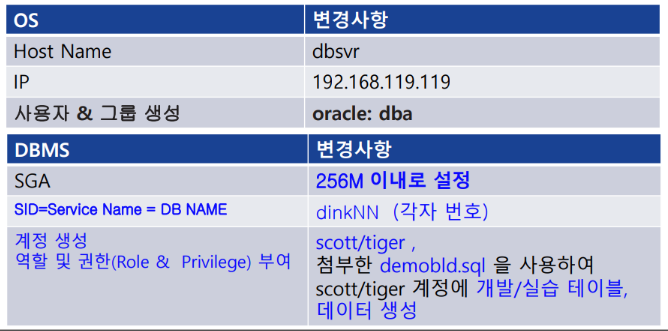 OS 변경사항
Host Name dbsvr
IP 192.168.119.119
사용자 & 그룹 생성 oracle: dba
DBMS 변경사항
SGA 256M 이내로 설정
SID=Service Name = DB NAME dinkNN (각자 번호)
계정 생성
역할 및 권한(Role & Privilege) 부여
scott/tiger ,
첨부한 demobld.sql 을 사용하여
scott/tiger 계정에 개발/실습 테이블,
데이터 생성